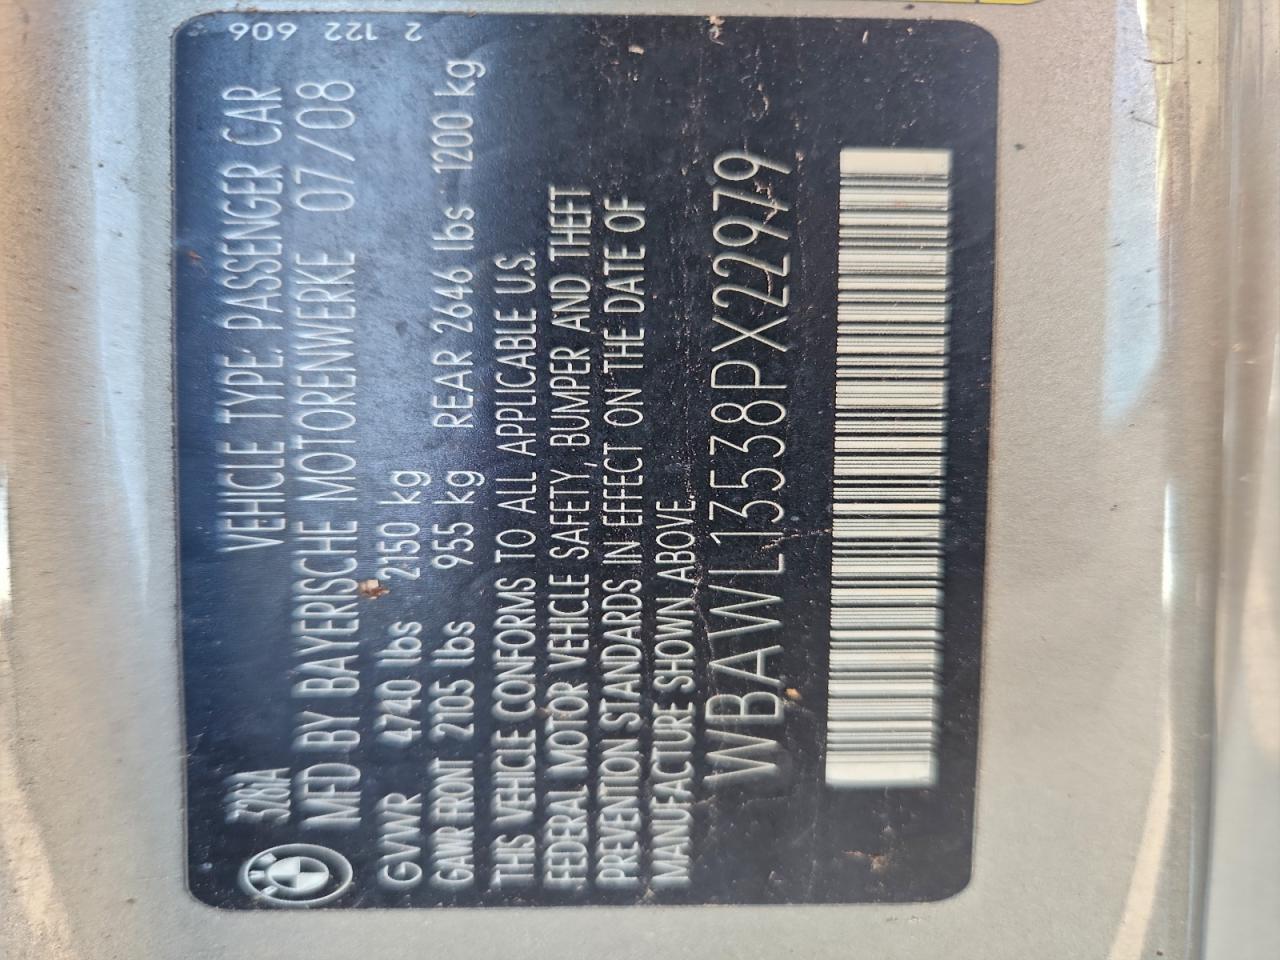 328iA VEHICLE TYPE: PASSENGER CAR
MFD BY BAYERISCHE MOTORENWERKE 07/08
GVWR 4740 lbs 2150 kg
GAWR FRONT 2105 lbs 955 kg REAR 2646 lbs 1200 kg
THIS VEHICLE CONFORMS TO ALL APPLICABLE U.S.
FEDERAL MOTOR VEHICLE SAFETY, BUMPER AND THEFT
PREVENTION STANDARDS IN EFFECT ON THE DATE OF
MANUFACTURE SHOWN ABOVE.
WBAWL13538PX22979
2 122 606